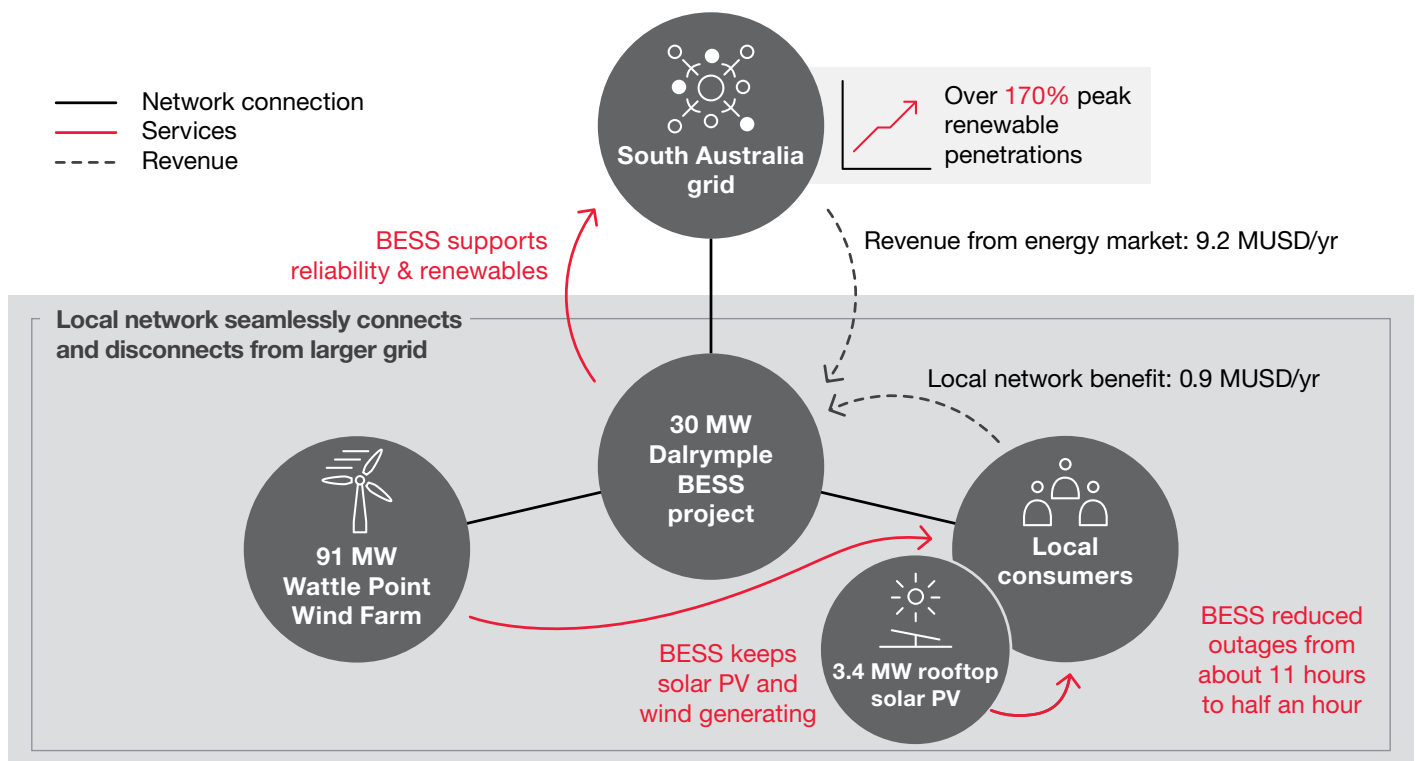 Network connection
Services
Revenue
South Australia
grid
Over 170% peak
renewable
penetrations
BESS supports
reliability & renewables
Revenue from energy market: 9.2 MUSD/yr
Local network seamlessly connects
and disconnects from larger grid
Local network benefit: 0.9 MUSD/yr
30 MW
Dalrymple
BESS
project
91 MW
Wattle Point
Wind Farm
Local
consumers
BESS keeps
solar PV and
wind generating
3.4 MW rooftop
solar PV
BESS reduced
outages from
about 11 hours
to half an hour